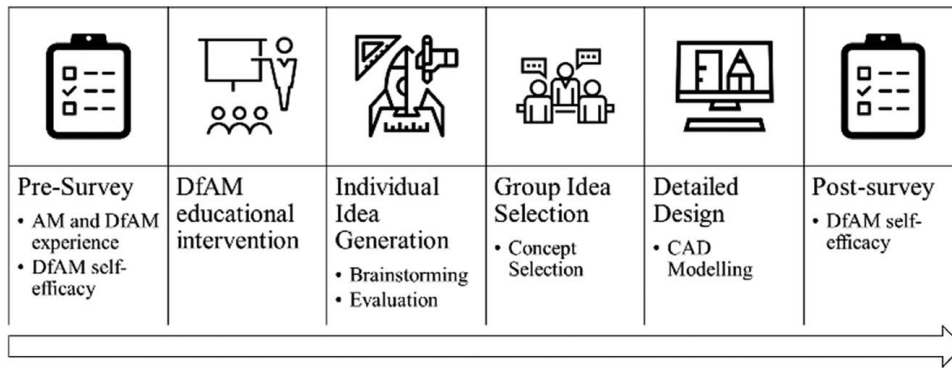 Pre-Survey
• AM and DfAM
experience
• DfAM self-
efficacy
DfAM
educational
intervention
Individual
Idea
Generation
• Brainstorming
• Evaluation
Group Idea
Selection
• Concept
Selection
Detailed
Design
• CAD
Modelling
Post-survey
• DfAM self-
efficacy